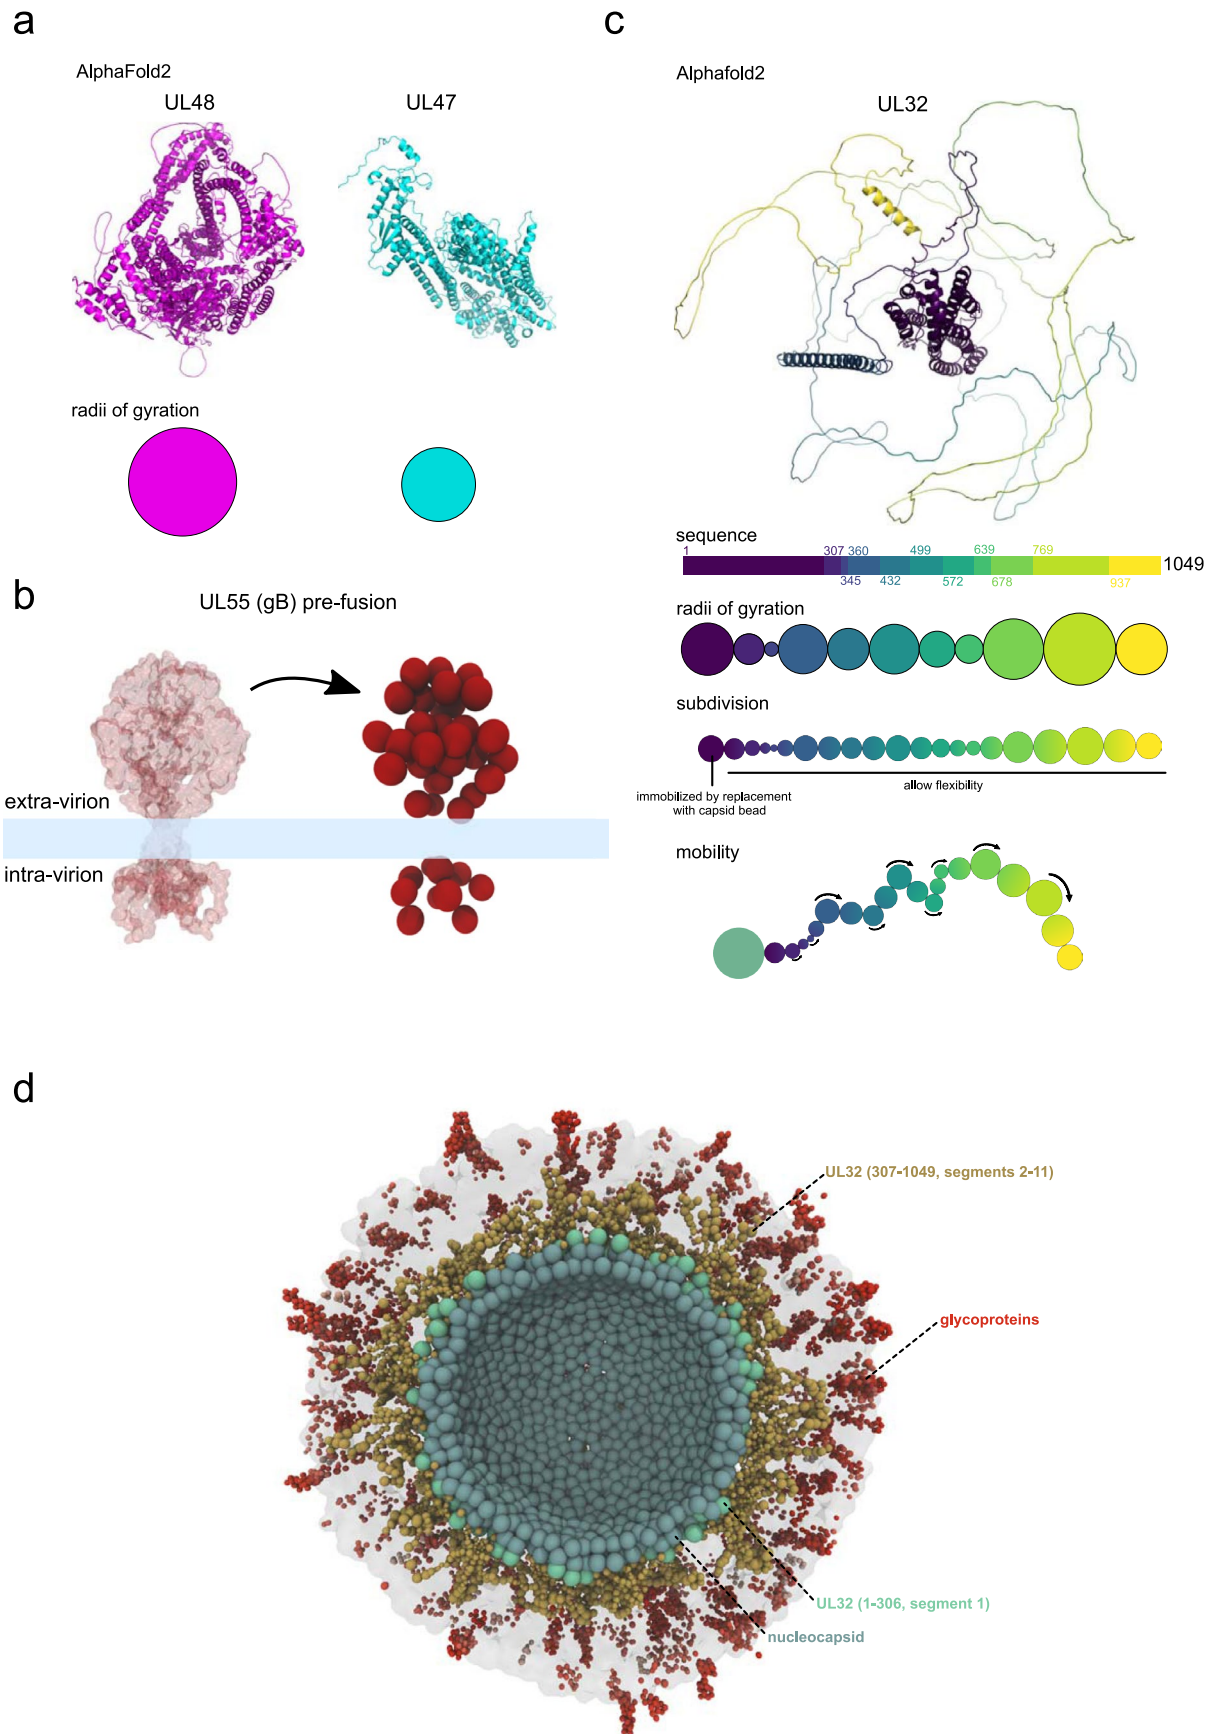 a
AlphaFold2
UL48
UL47
radii of gyration
b
UL55 (gB) pre-fusion
extra-virion
intra-virion
c
Alphafold2
UL32
sequence
1
307
360
499
639
769
1049
345
432
572
678
937
radii of gyration
subdivision
immobilized by replacement
with capsid bead
allow flexibility
mobility
d
UL32 (307-1049, segments 2-11)
glycoproteins
UL32 (1-306, segment 1)
nucleocapsid